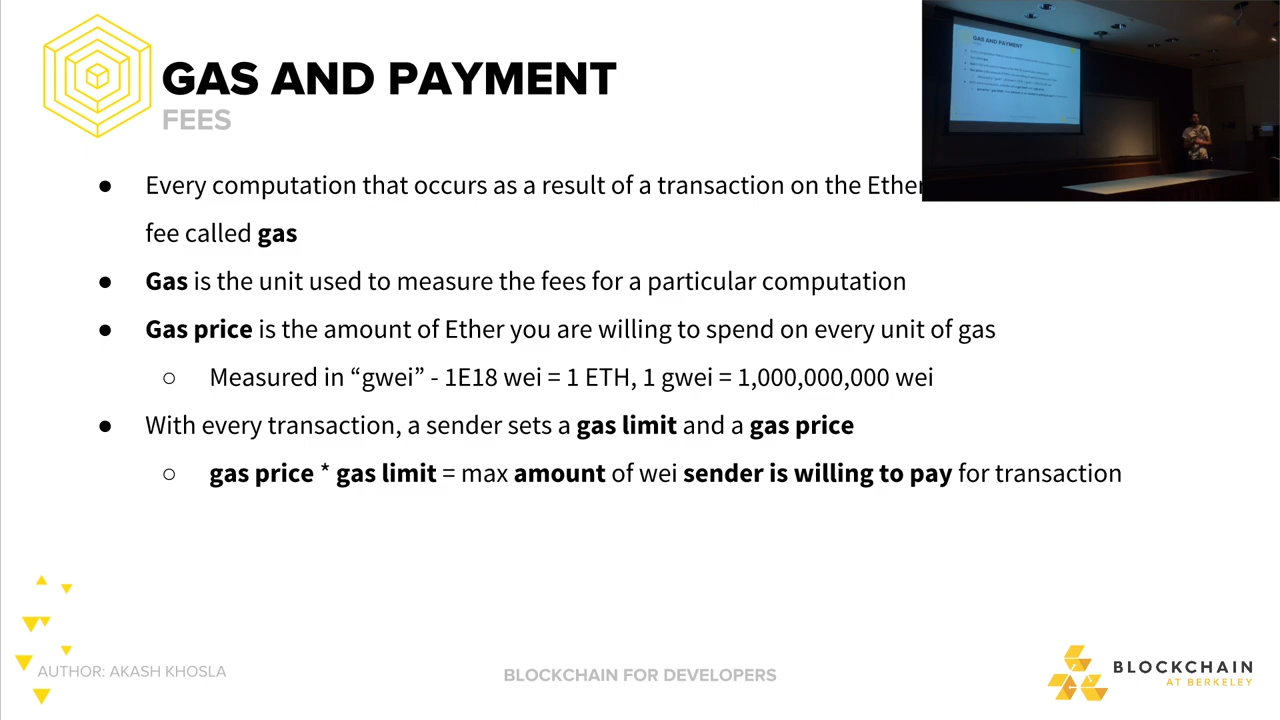 GAS AND PAYMENT
FEES
● Every computation that occurs as a result of a transaction on the
fee called gas
● Gas is the unit used to measure the fees for a particular computation
● Gas price is the amount of Ether you are willing to spend on every unit of gas
○ Measured in “gwei” - 1E18 wei = 1 ETH, 1 gwei = 1,000,000,000 wei
● With every transaction, a sender sets a gas limit and a gas price
○ gas price * gas limit = max amount of wei sender is willing to pay for transaction
AUTHOR: AKASH KHOSLA
BLOCKCHAIN FOR DEVELOPERS
BLOCKCHAIN
AT BERKELEY
GAS AND PAYMENT